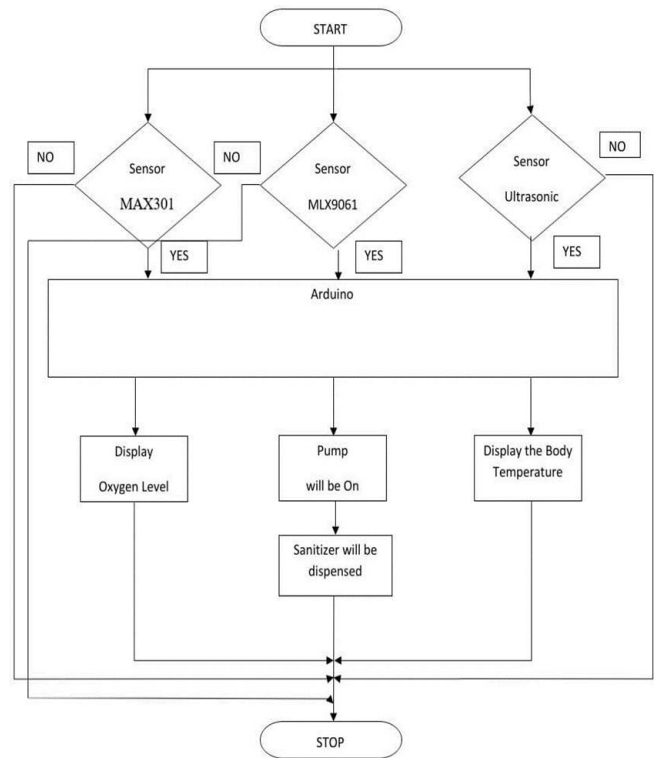 START
NO
Sensor
MAX301
NO
Sensor
MLX9061
Sensor
Ultrasonic
NO
YES
YES
YES
Arduino
Display
Oxygen Level
Pump
will be On
Display the Body
Temperature
Sanitizer will be
dispensed
STOP